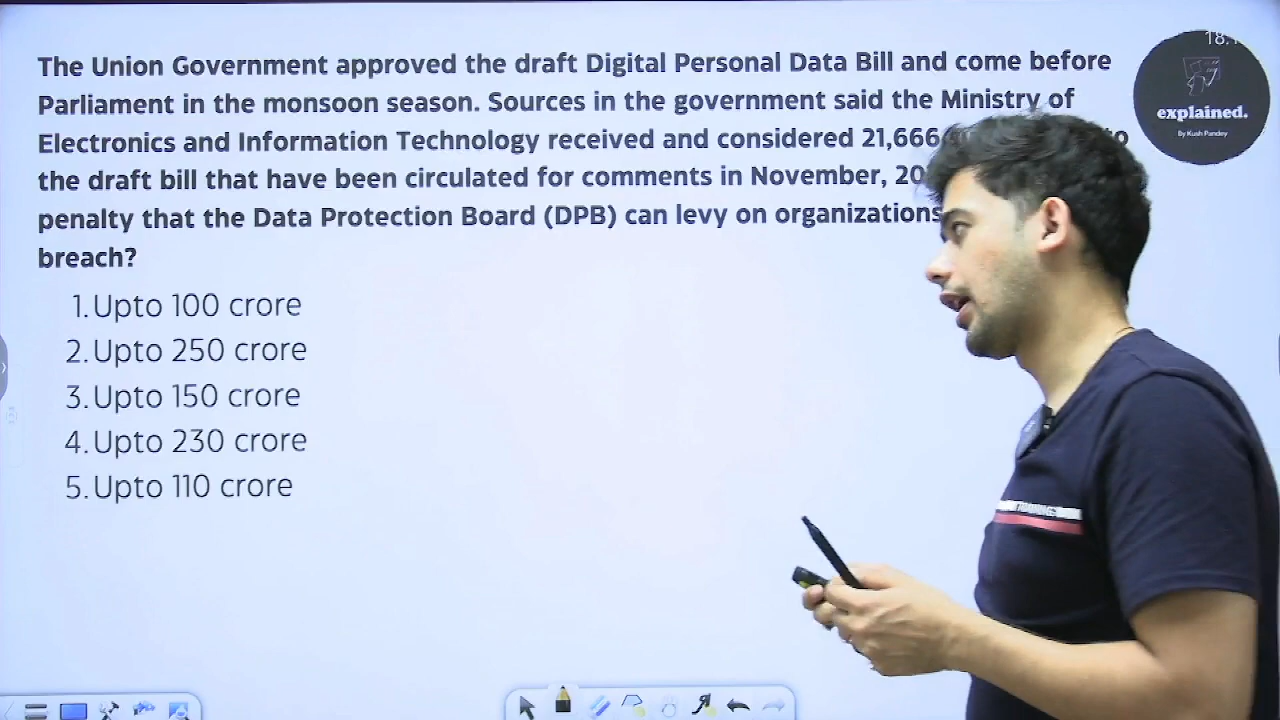 The Union Government approved the draft Digital Personal Data Bill and come before
Parliament in the monsoon season. Sources in the government said the Ministry of
Electronics and Information Technology received and considered 21,666
the draft bill that have been circulated for comments in November,
penalty that the Data Protection Board (DPB) can levy on organizations
breach?
1. Upto 100 crore
2. Upto 250 crore
3. Upto 150 crore
4. Upto 230 crore
5. Upto 110 crore
explained.
By Kush Pandey